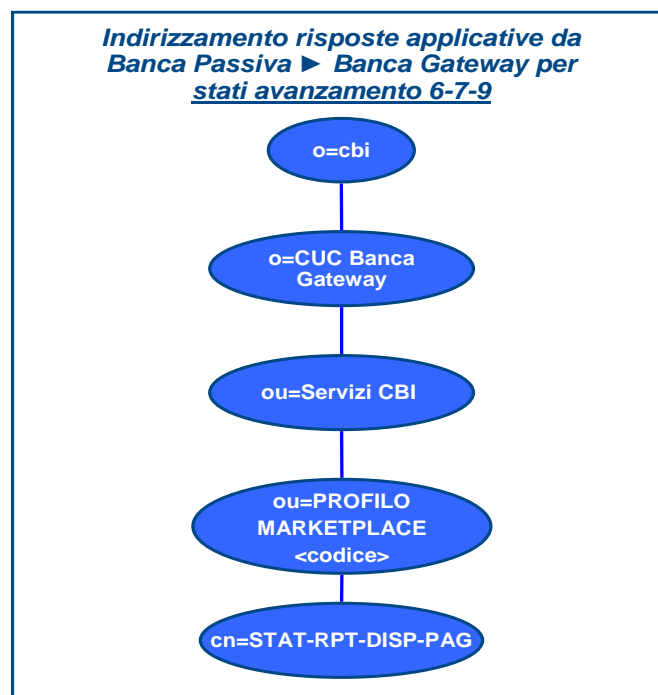 Indirizzamento risposte applicative da
Banca Passiva ► Banca Gateway per
stati avanzamento 6-7-9
o=cbi
o=CUC Banca
Gateway
ou=Servizi CBI
ou=PROFILO
MARKETPLACE
<codice>
cn=STAT-RPT-DISP-PAG